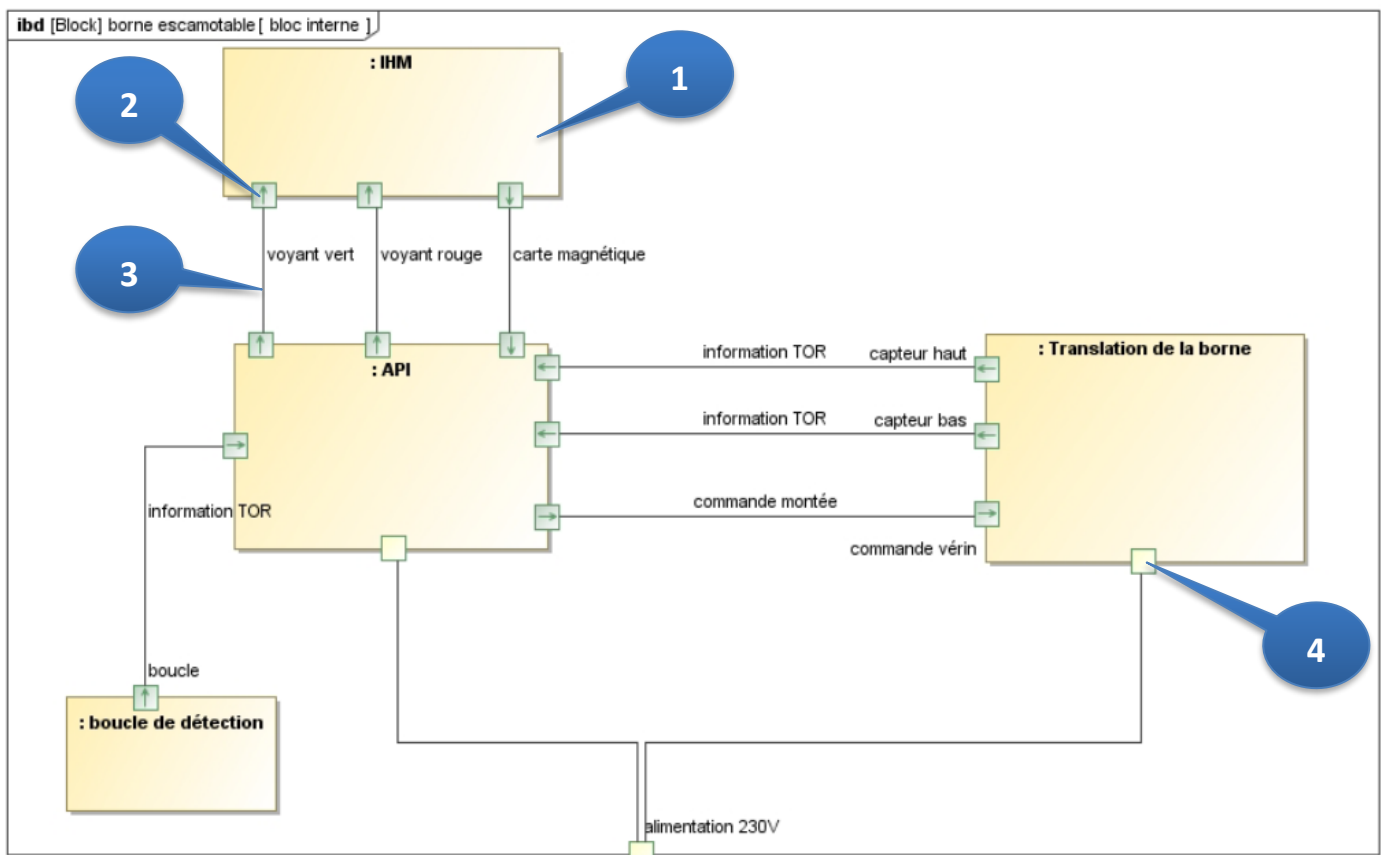 ibd [Block] borne escamotable [ bloc interne ]
: IHM
1
2
voyant vert
voyant rouge
carte magnétique
3
: API
information TOR
capteur haut
: Translation de la borne
information TOR
capteur bas
commande montée
information TOR
commande vérin
4
boucle
: boucle de détection
alimentation 230V